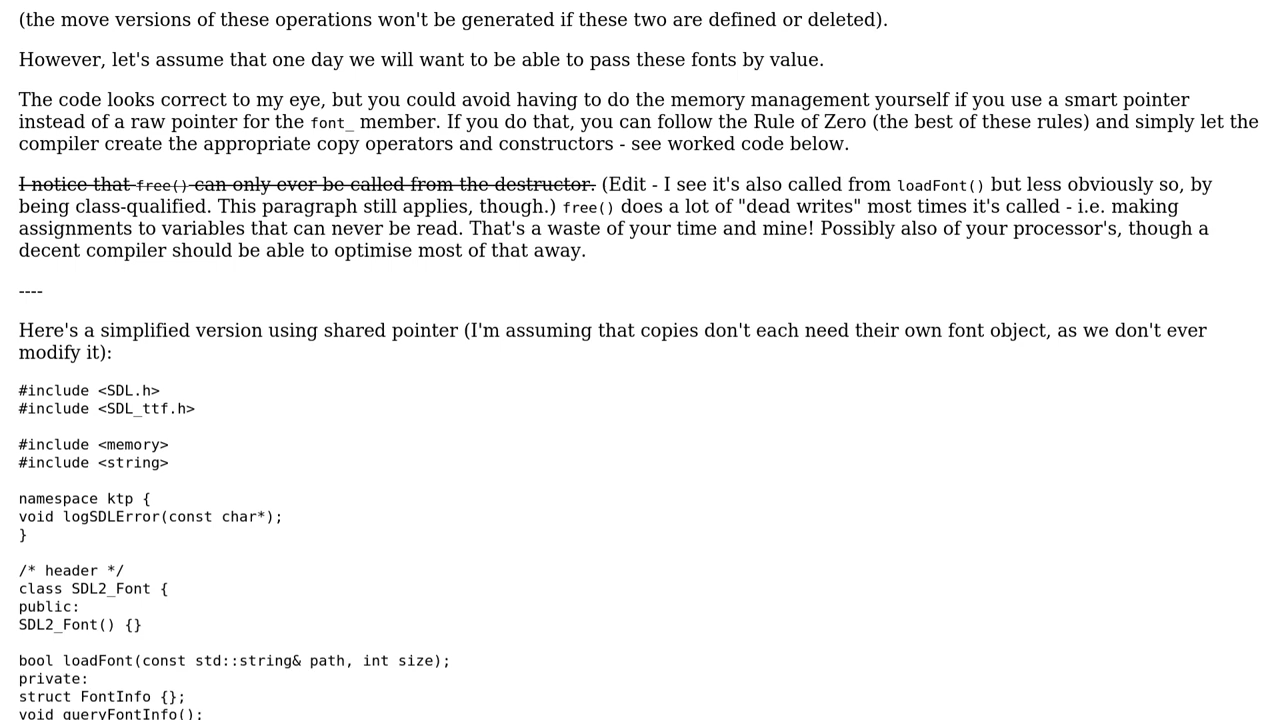 (the move versions of these operations won't be generated if these two are defined or deleted).
However, let's assume that one day we will want to be able to pass these fonts by value.
The code looks correct to my eye, but you could avoid having to do the memory management yourself if you use a smart pointer
instead of a raw pointer for the font_ member. If you do that, you can follow the Rule of Zero (the best of these rules) and simply let the
compiler create the appropriate copy operators and constructors - see worked code below.
I notice that free() can only ever be called from the destructor. (Edit - I see it's also called from loadFont() but less obviously so, by
being class-qualified. This paragraph still applies, though.) free() does a lot of "dead writes" most times it's called - i.e. making
assignments to variables that can never be read. That's a waste of your time and mine! Possibly also of your processor's, though a
decent compiler should be able to optimise most of that away.
----
Here's a simplified version using shared pointer (I'm assuming that copies don't each need their own font object, as we don't ever
modify it):
#include <SDL.h>
#include <SDL_ttf.h>
#include <memory>
#include <string>
namespace ktp {
void logSDLError(const char*);
}
/* header */
class SDL2_Font {
public:
SDL2_Font() {}
bool loadFont(const std::string& path, int size);
private:
struct FontInfo {};
void queryFontInfo();